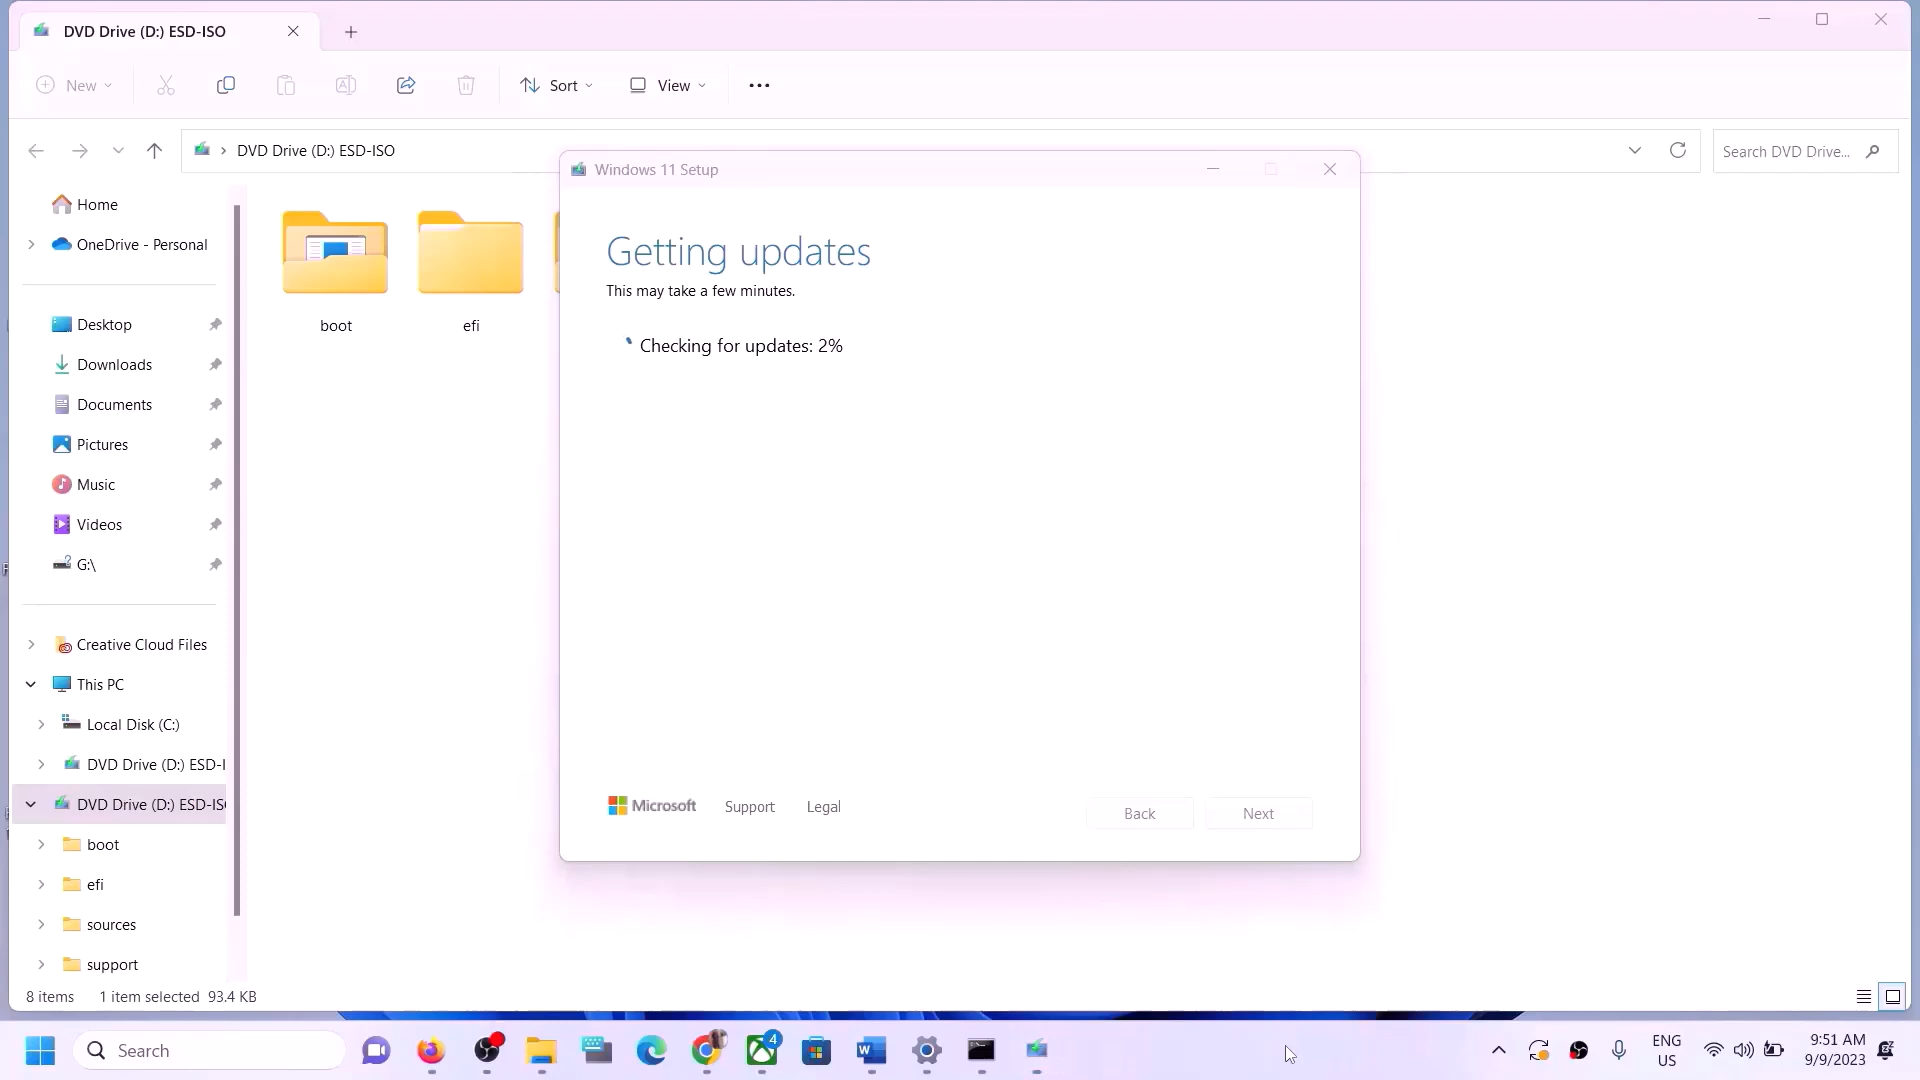 DVD Drive (D:) ESD-ISO
New
Sort
View
DVD Drive (D:) ESD-ISO
Search DVD Drive...
Home
OneDrive - Personal
Desktop
Downloads
Documents
Pictures
Music
Videos
G:\
Creative Cloud Files
This PC
Local Disk (C:)
DVD Drive (D:) ESD-I
DVD Drive (D:) ESD-IS
boot
efi
sources
support
boot
efi
Windows 11 Setup
Getting updates
This may take a few minutes.
Checking for updates: 2%
Microsoft
Support
Legal
Back
Next
8 items
1 item selected 93.4 KB
Search
4
ENG
US
9:51 AM
9/9/2023